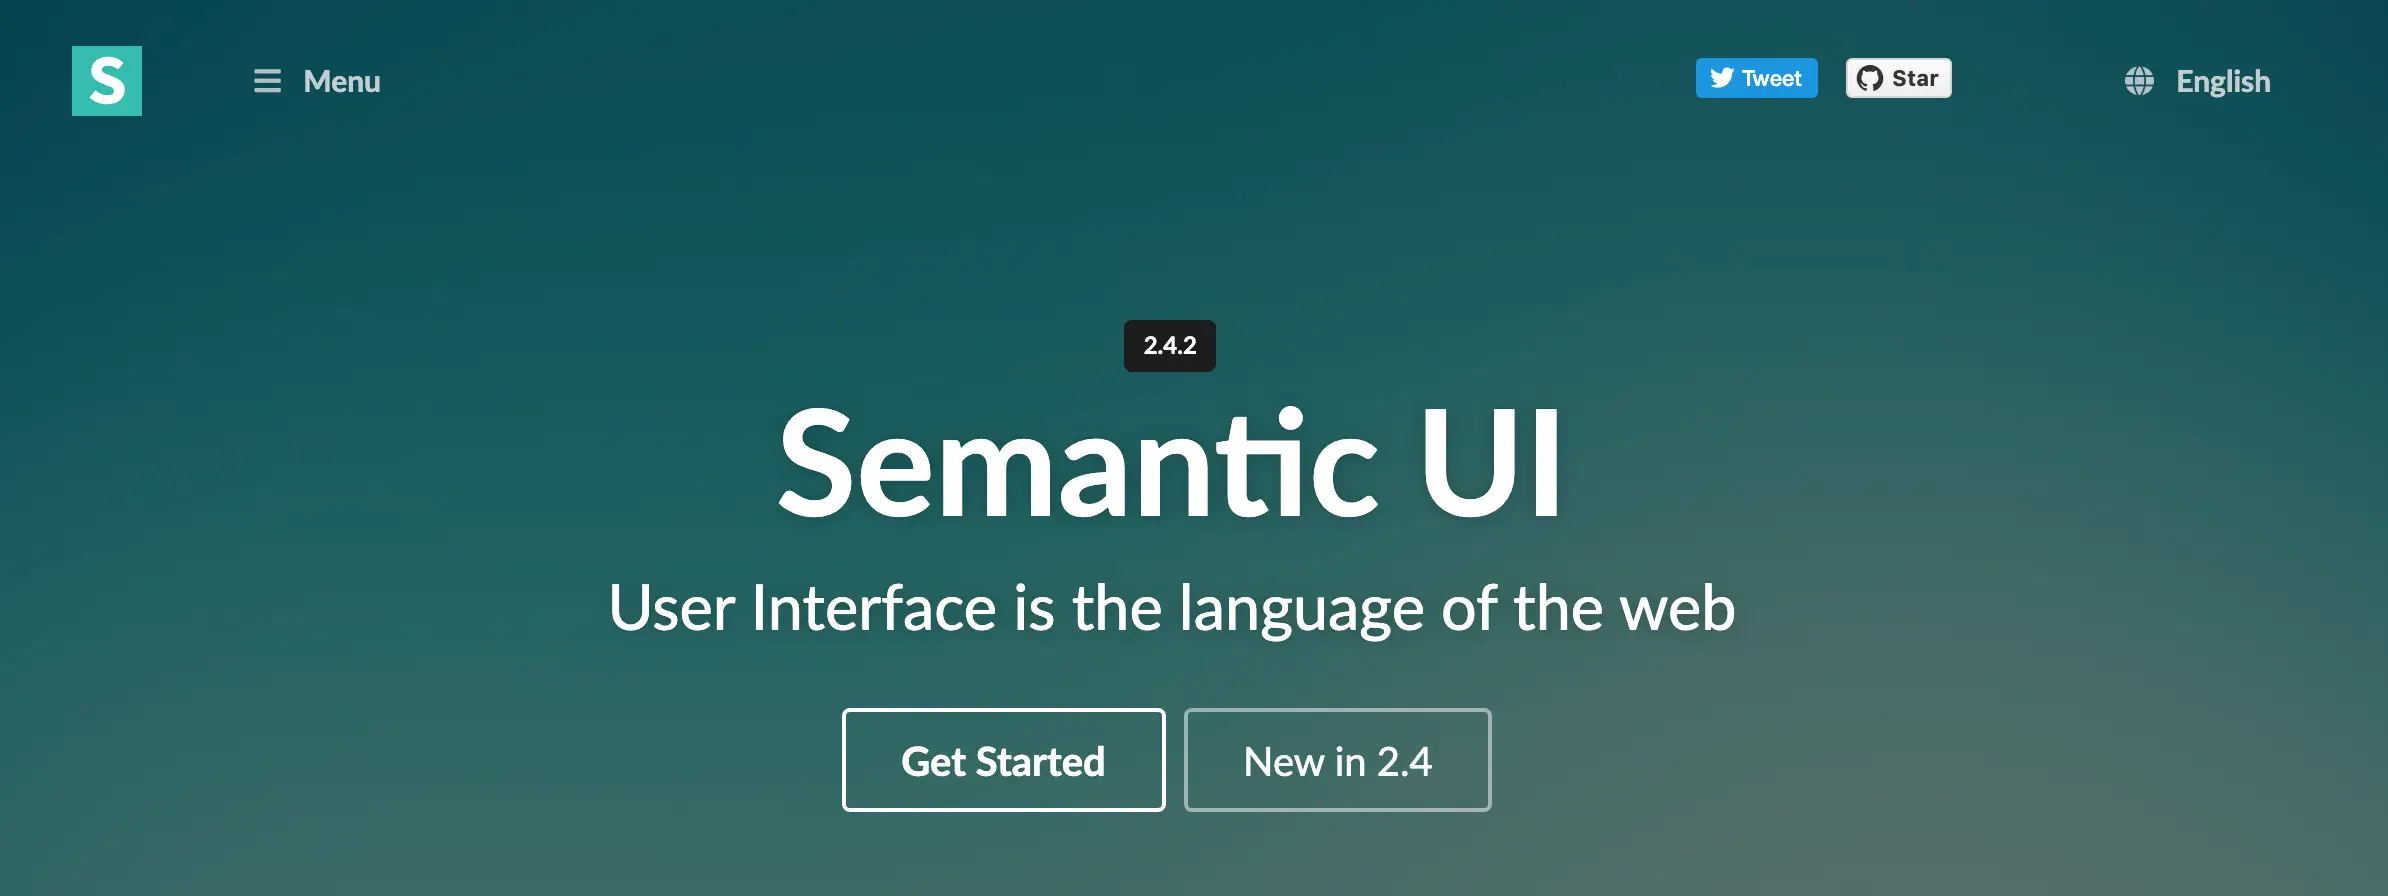 S
Menu
Tweet
Star
English
2.4.2
Semantic UI
User Interface is the language of the web
Get Started
New in 2.4